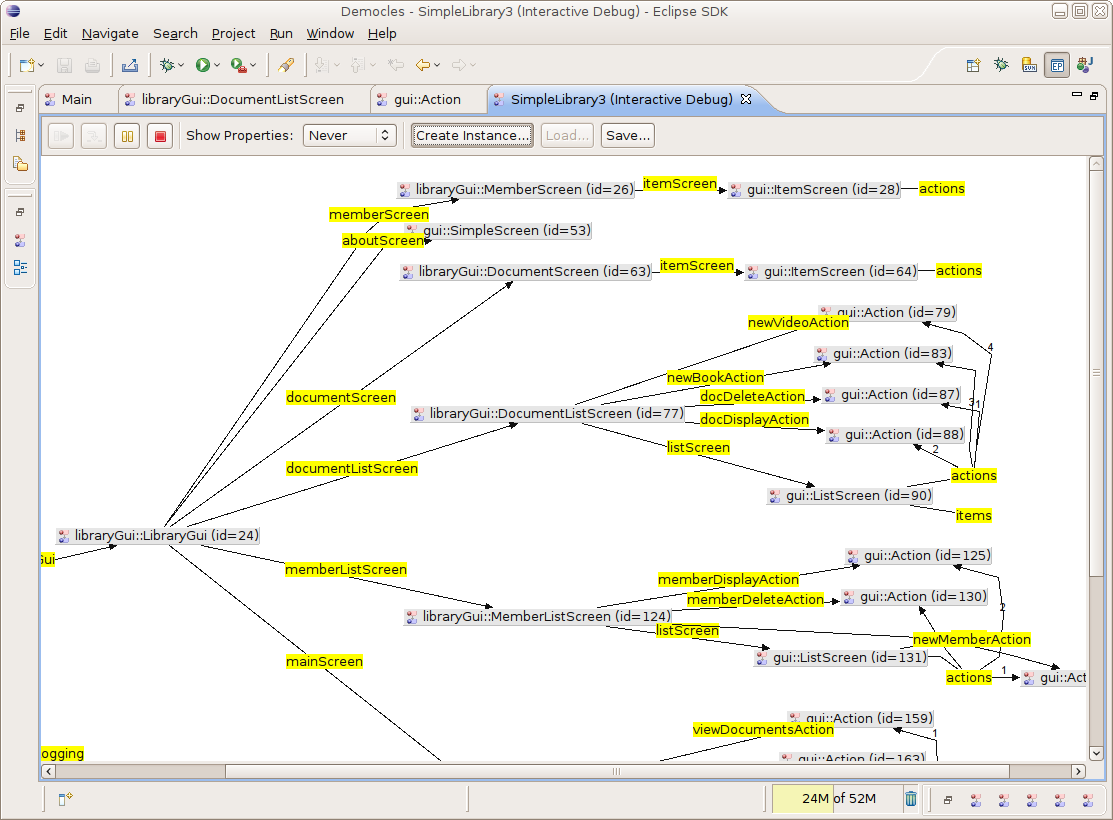 Democles - SimpleLibrary3 (Interactive Debug) - Eclipse SDK
File Edit Navigate Search Project Run Window Help
SUN EP
Main libraryGui::DocumentListScreen gui::Action SimpleLibrary3 (Interactive Debug)
Show Properties: Never Create Instance... Load... Save...
libraryGui::MemberScreen (id=26) itemScreen gui::ItemScreen (id=28) actions
memberScreen
gui::SimpleScreen (id=53)
aboutScreen
libraryGui::DocumentScreen (id=63) itemScreen gui::ItemScreen (id=64) actions
gui::Action (id=79)
newVideoAction
4
gui::Action (id=83)
newBookAction
documentScreen docDeleteAction gui::Action (id=87)
3 1
libraryGui::DocumentListScreen (id=77) docDisplayAction
gui::Action (id=88)
listScreen 2
documentListScreen
actions
gui::ListScreen (id=90)
items
libraryGui::LibraryGui (id=24)
Gui
gui::Action (id=125)
memberListScreen
memberDisplayAction
memberDeleteAction gui::Action (id=130)
2
libraryGui::MemberListScreen (id=124)
listScreen
newMemberAction
mainScreen gui::ListScreen (id=131)
actions 1 gui::Act
gui::Action (id=159)
viewDocumentsAction 1
ogging
gui::Action (id=163)
24M of 52M